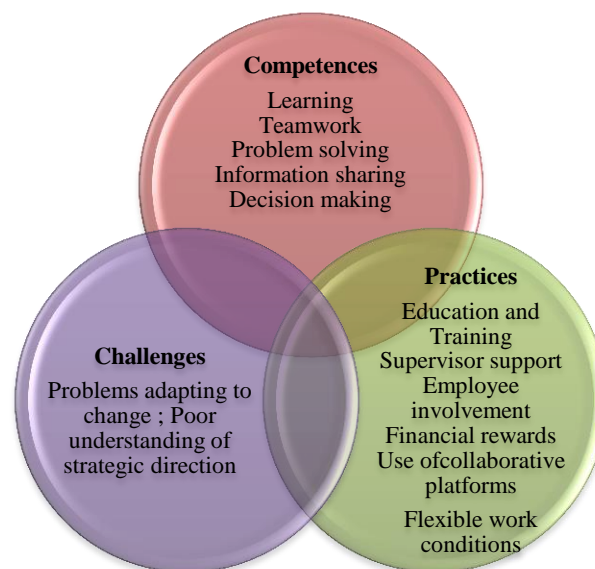 Competences
Learning
Teamwork
Problem solving
Information sharing
Decision making
Challenges
Problems adapting to
change ; Poor
understanding of
strategic direction
Practices
Education and
Training
Supervisor support
Employee
involvement
Financial rewards
Use ofcollaborative
platforms
Flexible work
conditions